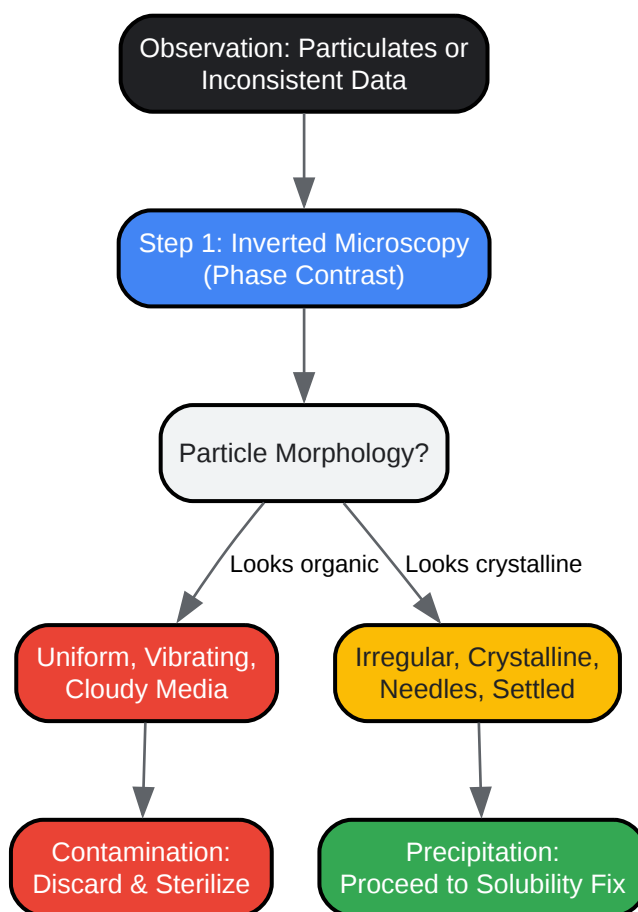 Observation: Particulates or
Inconsistent Data
Step 1: Inverted Microscopy
(Phase Contrast)
Particle Morphology?
Looks organic
Looks crystalline
Uniform, Vibrating,
Cloudy Media
Irregular, Crystalline,
Needles, Settled
Contamination:
Discard & Sterilize
Precipitation:
Proceed to Solubility Fix